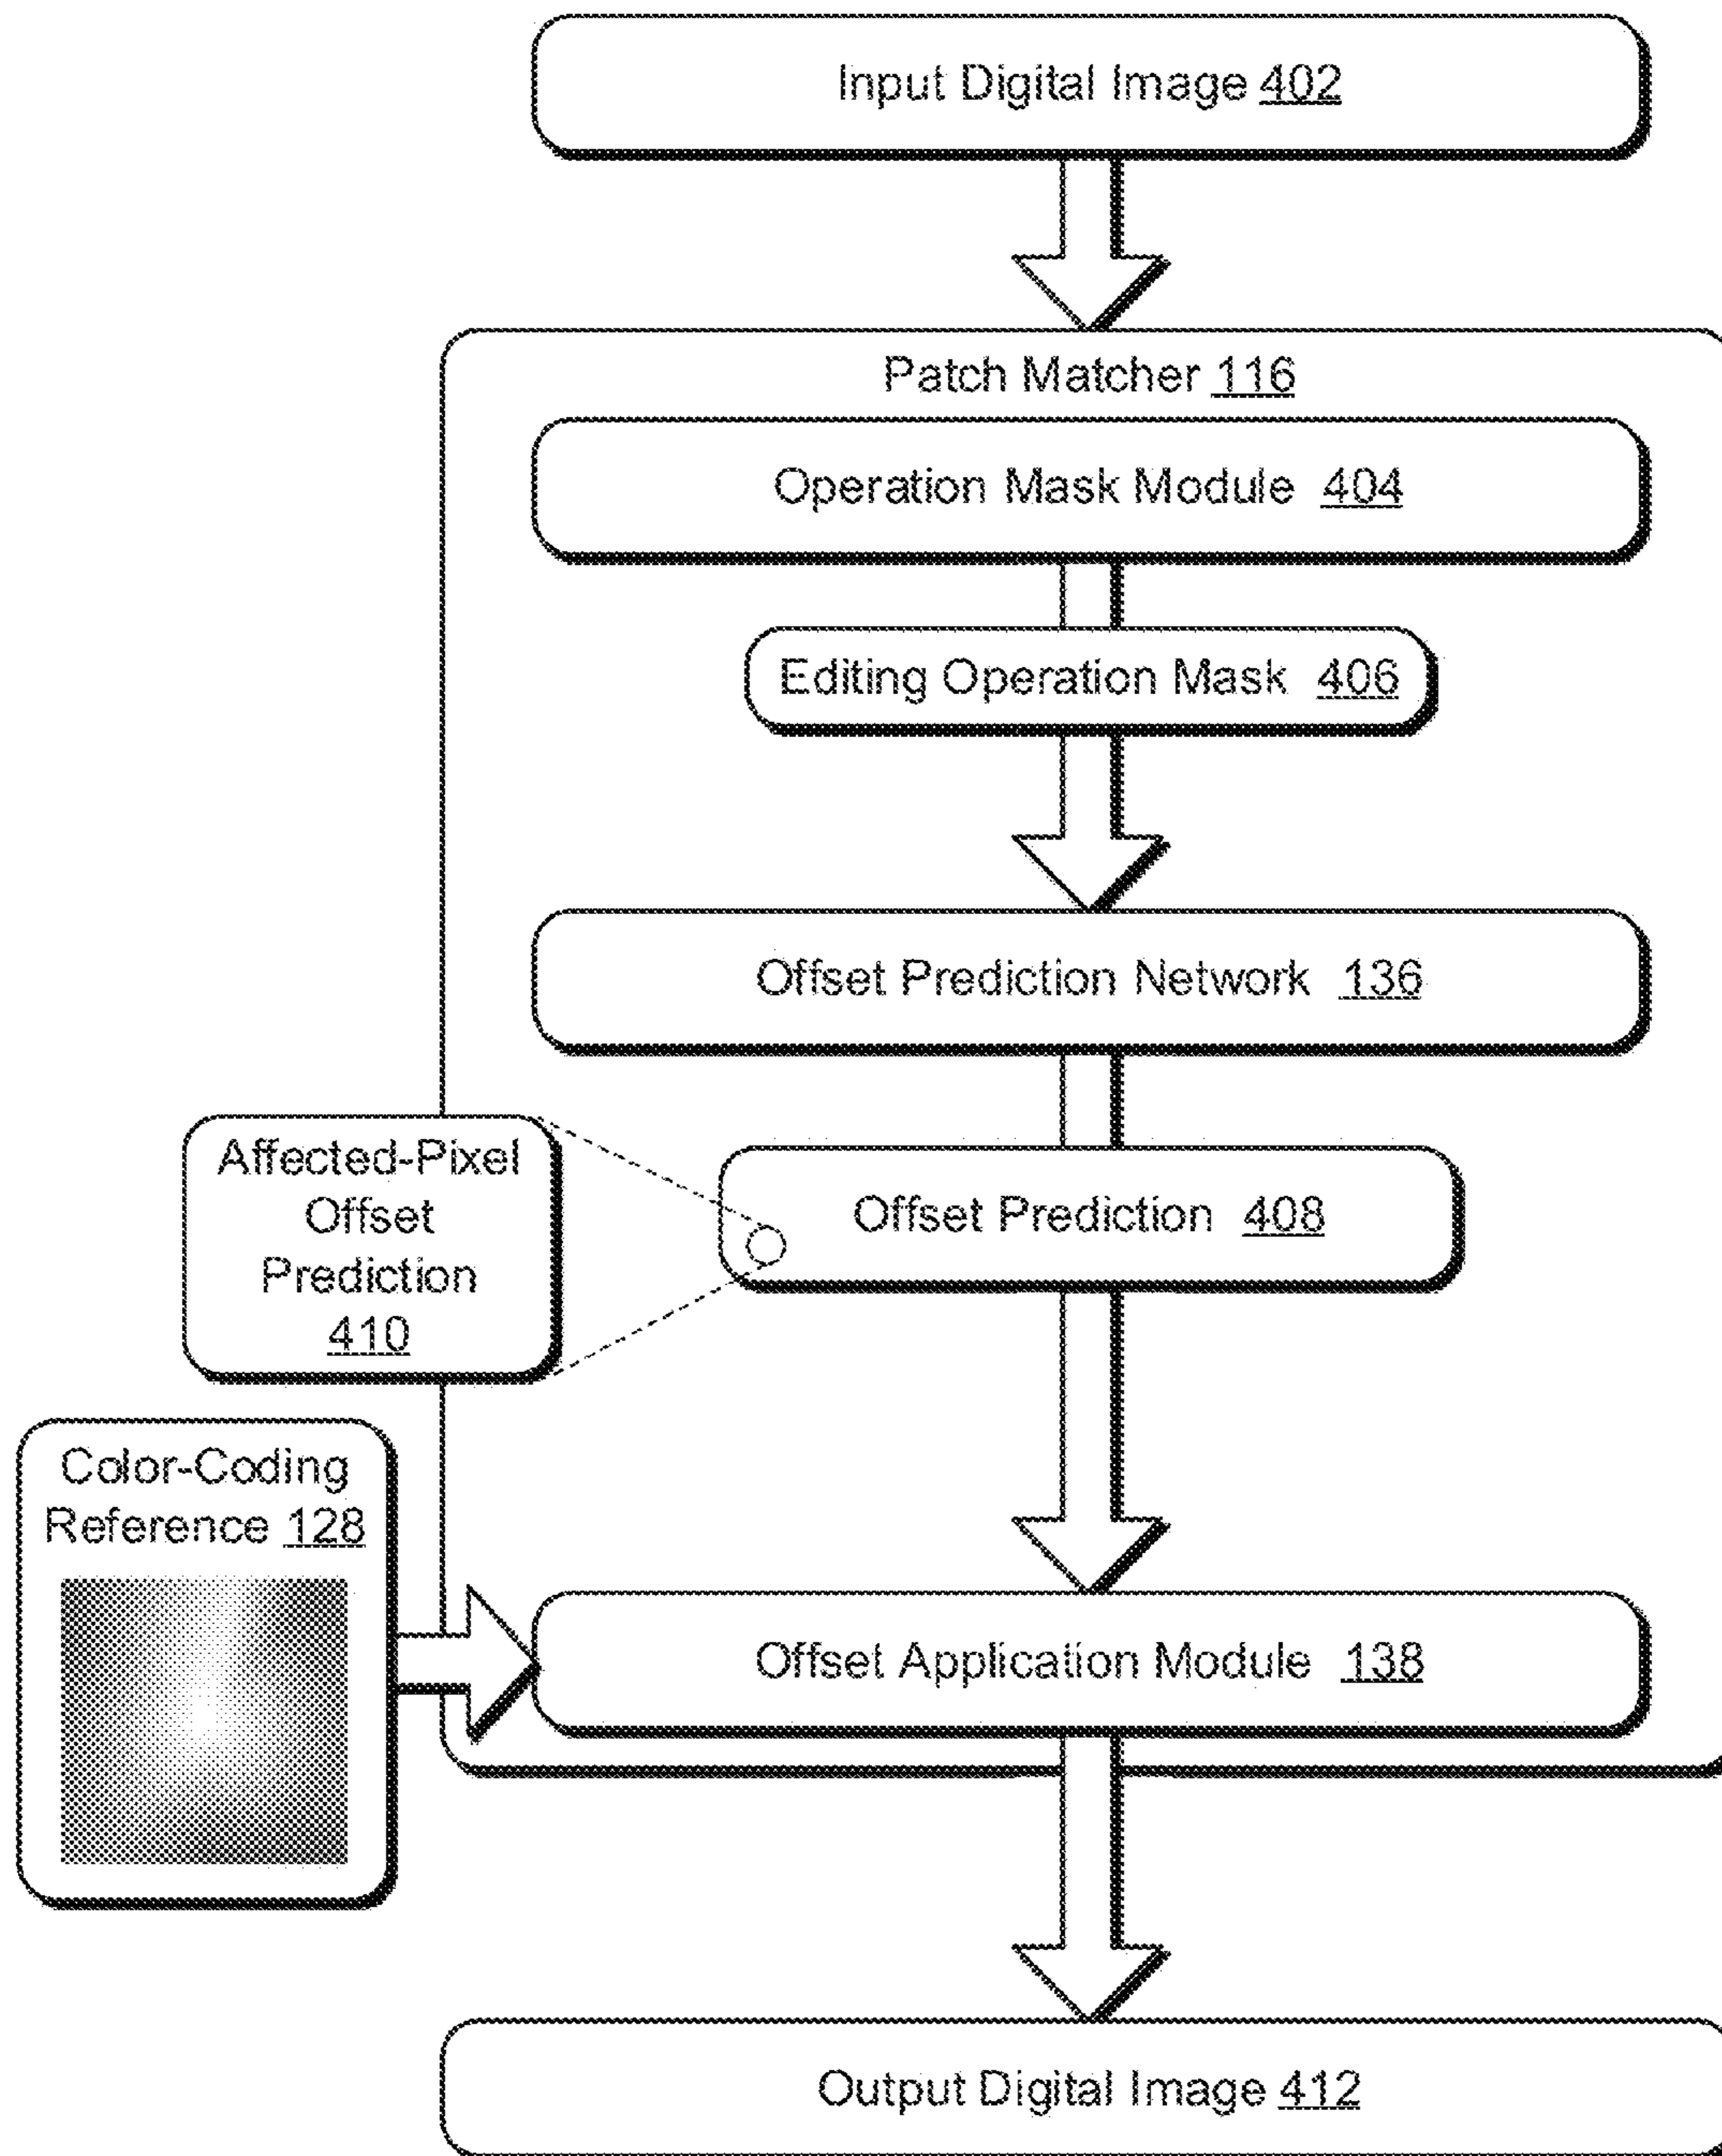 Input Digital Image 402
Patch Matcher 116
Operation Mask Module 404
Editing Operation Mask 406
Offset Prediction Network 136
Affected-Pixel
Offset
Prediction
410
Offset Prediction 408
Color-Coding
Reference 128
Offset Application Module 138
Output Digital Image 412